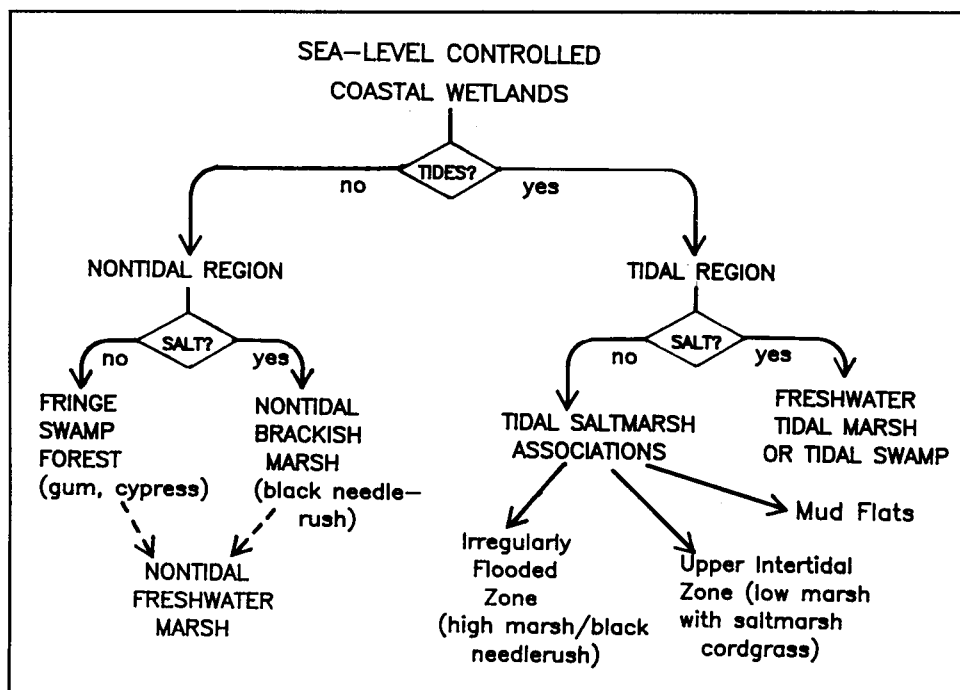 SEA-LEVEL CONTROLLED
COASTAL WETLANDS
TIDES?
no
yes
NONTIDAL REGION
TIDAL REGION
SALT?
no
yes
SALT?
no
yes
FRINGE
SWAMP
FOREST
(gum, cypress)
NONTIDAL
BRACKISH
MARSH
(black needle-
rush)
TIDAL SALTMARSH
ASSOCIATIONS
FRESHWATER
TIDAL MARSH
OR TIDAL SWAMP
NONTIDAL
FRESHWATER
MARSH
Irregularly
Flooded
Zone
(high marsh/black
needlerush)
Upper Intertidal
Zone (low marsh
with saltmarsh
cordgrass)
Mud Flats